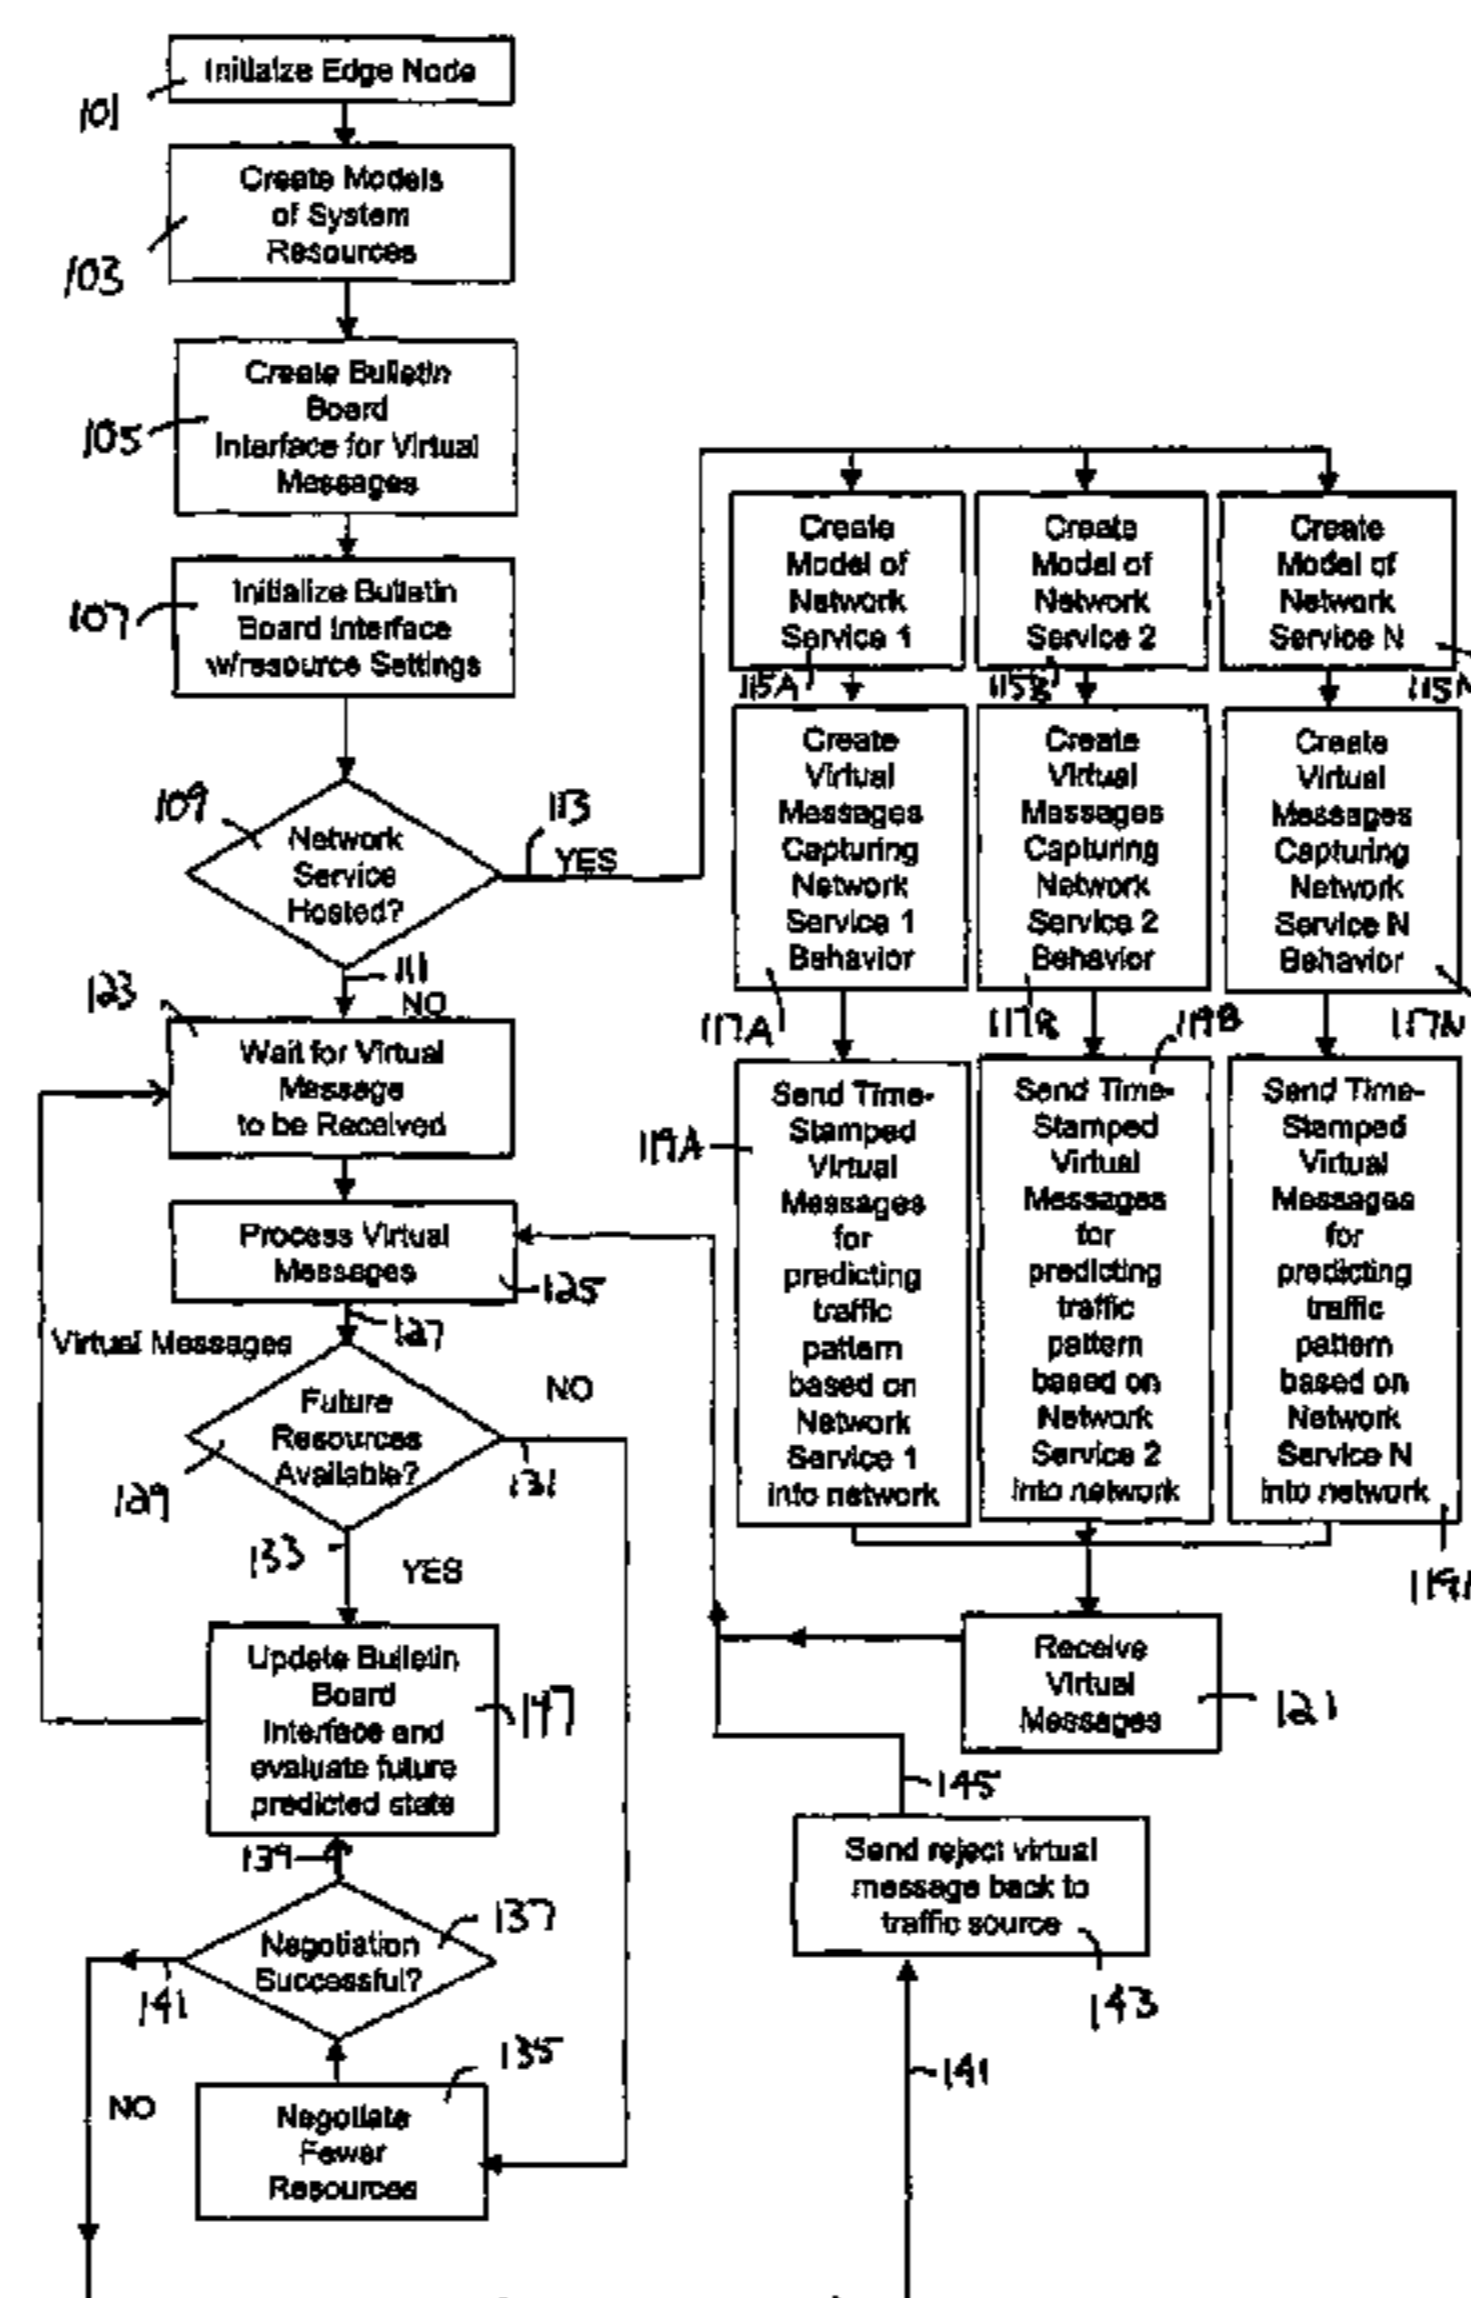 Initiaize Edge Node
101
Create Models
of System
Resources
103
Create Bulletin
Board
Interface for Virtual
Messages
105
Initialize Bulletin
Board Interface
w/resource Settings
107
Network
Service
Hosted?
109
113
YES
111
NO
123
Wait for Virtual
Message
to be Received
Process Virtual
Messages
125
127
Virtual Messages
Future
Resources
Available?
129
NO
131
133
YES
Update Bulletin
Board
Interface and
evaluate future
predicted state
147
139
Negotiation
Successful?
137
141
NO
135
Negotiate
Fewer
Resources
Create
Model of
Network
Service 1
115A
Create
Virtual
Messages
Capturing
Network
Service 1
Behavior
117A
Send Time-
Stamped
Virtual
Messages
for
predicting
traffic
pattern
based on
Network
Service 1
into network
119A
Create
Model of
Network
Service 2
115B
Create
Virtual
Messages
Capturing
Network
Service 2
Behavior
117B
119B
Send Time-
Stamped
Virtual
Messages
for
predicting
traffic
pattern
based on
Network
Service 2
into network
Create
Model of
Network
Service N
115N
Create
Virtual
Messages
Capturing
Network
Service N
Behavior
117N
Send Time-
Stamped
Virtual
Messages
for
predicting
traffic
pattern
based on
Network
Service N
into network
Receive
Virtual
Messages
121
145
Send reject virtual
message back to
traffic source
143
141